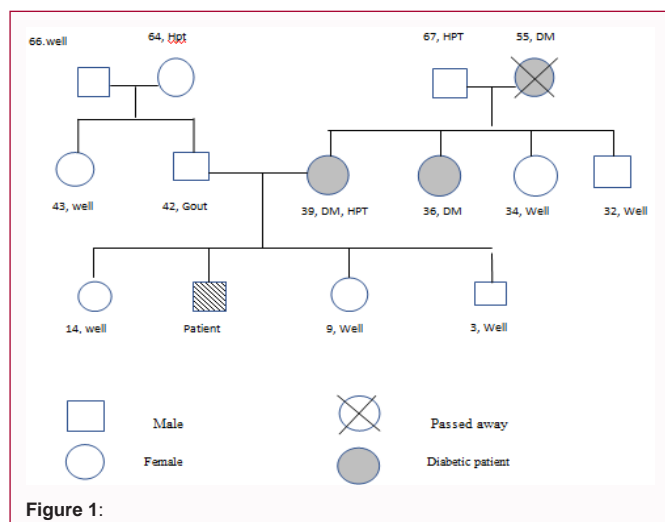 64, Hpt 67, HPT 55, DM
66.well
43, well 42, Gout 39, DM, HPT 36, DM 34, Well 32, Well
14, well Patient 9, Well 3, Well
Male Passed away
Female Diabetic patient
Figure 1: